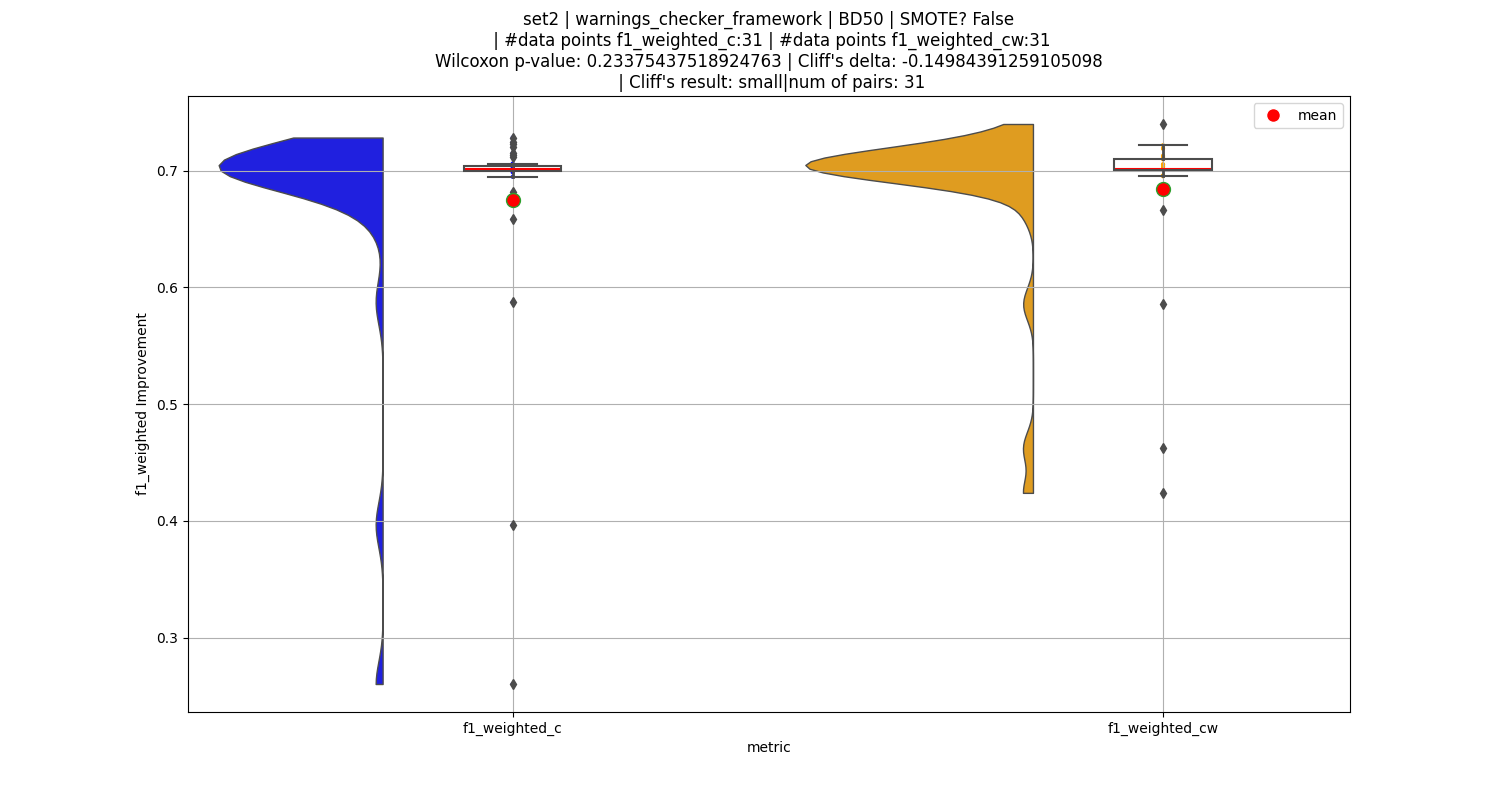 set2 | warnings_checker_framework | BD50 | SMOTE? False
| #data points f1_weighted_c:31 | #data points f1_weighted_cw:31
Wilcoxon p-value: 0.23375437518924763 | Cliff's delta: -0.14984391259105098
| Cliff's result: small|num of pairs: 31
mean
0.7
0.6
0.5
0.4
0.3
f1_weighted Improvement
f1_weighted_c
f1_weighted_cw
metric